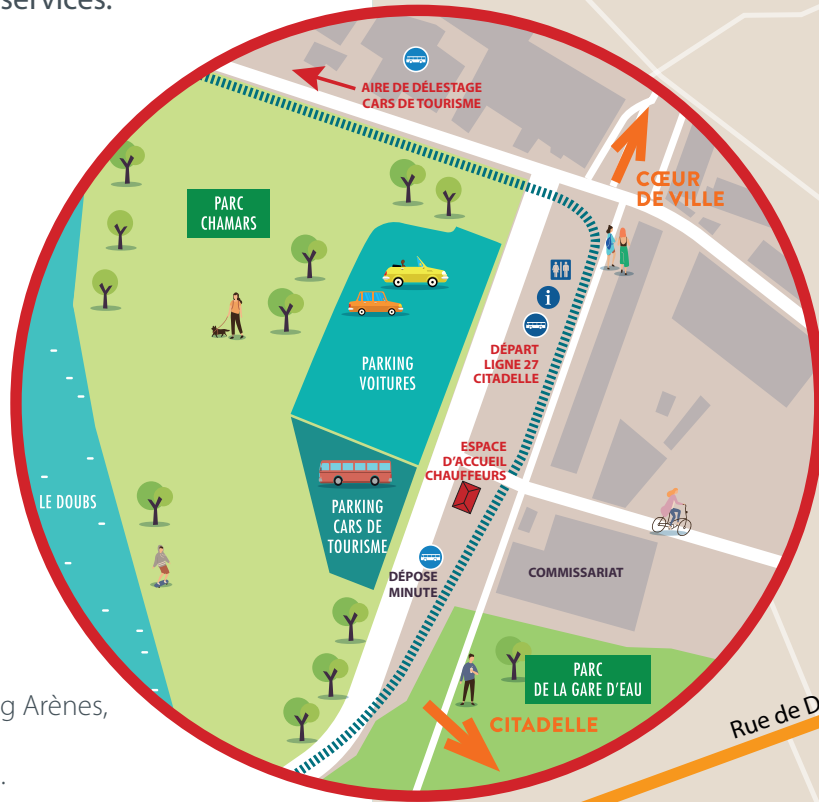 services.
AIRE DE DÉLESTAGE
CARS DE TOURISME
CŒUR
DE VILLE
PARC
CHAMARS
i
DÉPART
LIGNE 27
CITADELLE
PARKING
VOITURES
ESPACE
D'ACCUEIL
CHAUFFEURS
LE DOUBS
PARKING
CARS DE
TOURISME
DÉPOSE
MINUTE
COMMISSARIAT
PARC
DE LA GARE D'EAU
g Arènes,
CITADELLE
Rue de D
.